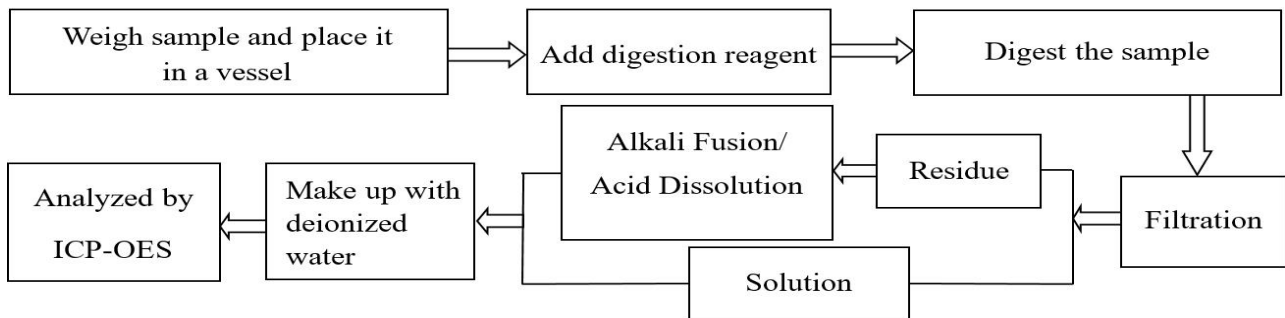 Weigh sample and place it
in a vessel
Add digestion reagent
Digest the sample
Filtration
Residue
Alkali Fusion/
Acid Dissolution
Solution
Make up with
deionized
water
Analyzed by
ICP-OES